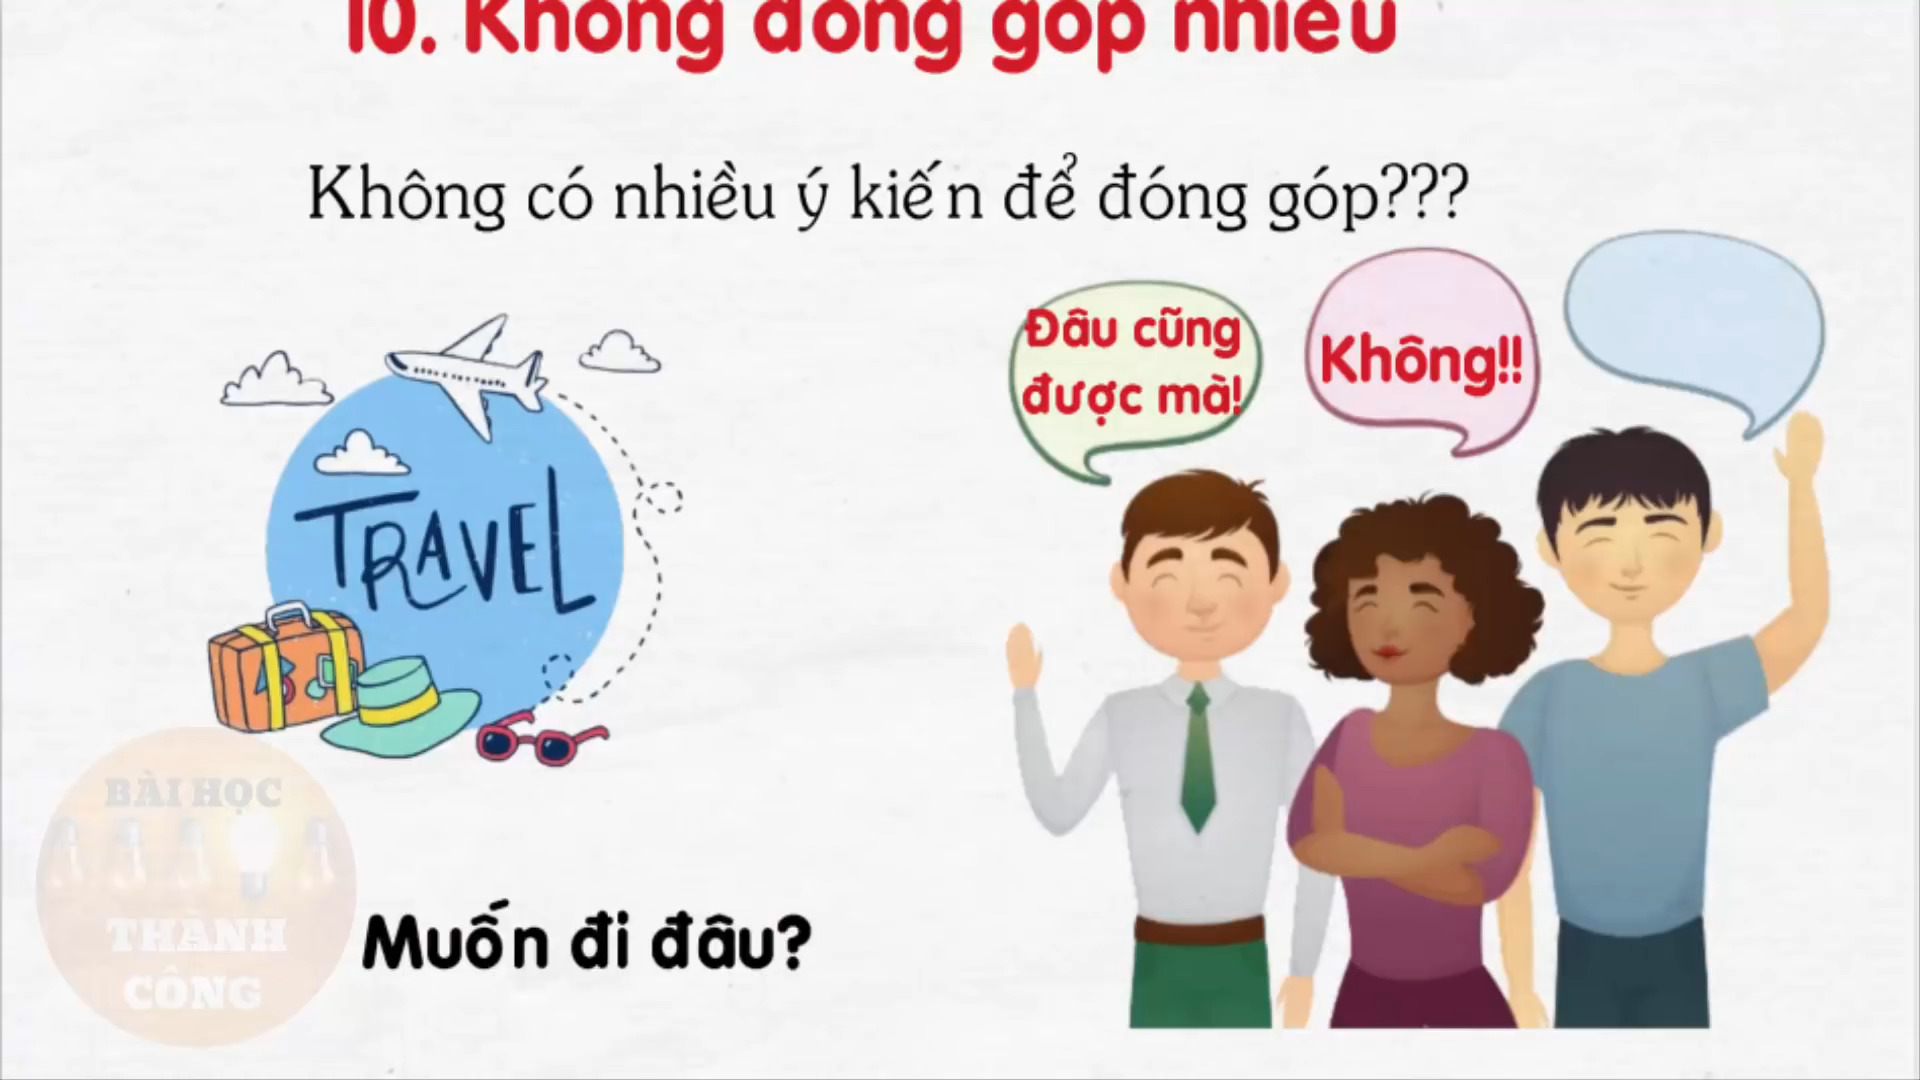 10. Không đóng góp nhiều
Không có nhiều ý kiến để đóng góp???
Đâu cũng
được mà!
Không!!
TRAVEL
BÀI HỌC
THÀNH
CÔNG
Muốn đi đâu?